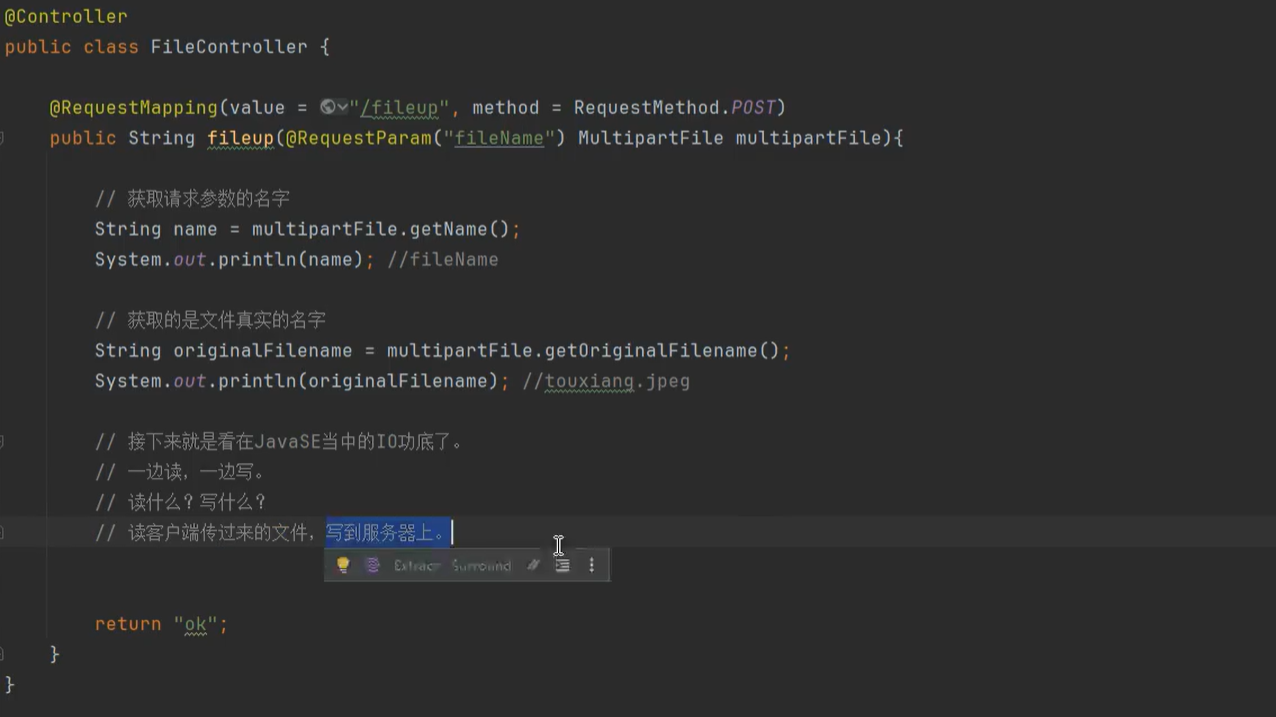 @Controller
public class FileController {
@RequestMapping(value = "/fileup", method = RequestMethod.POST)
public String fileup(@RequestParam("fileName") MultipartFile multipartFile){
// 获取请求参数的名字
String name = multipartFile.getName();
System.out.println(name); //fileName
// 获取的是文件真实的名字
String originalFilename = multipartFile.getOriginalFilename();
System.out.println(originalFilename); //touxiang.jpeg
// 接下来就是看在JavaSE当中的IO功底了。
// 一边读，一边写。
// 读什么？写什么？
// 读客户端传过来的文件，写到服务器上。
Extract Surround //
return "ok";
}
}